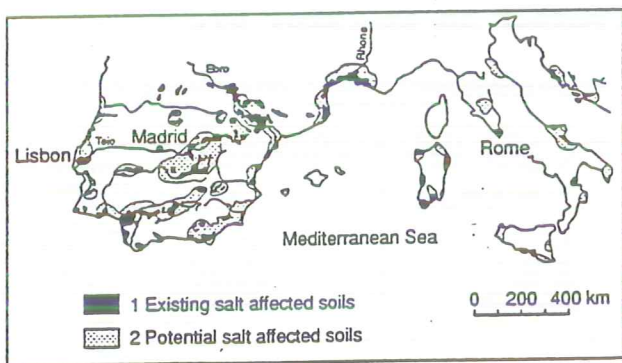 Rhone
Ebro
Tejo
Madrid
Lisbon
Rome
Mediterranean Sea
1 Existing salt affected soils
2 Potential salt affected soils
0 200 400 km